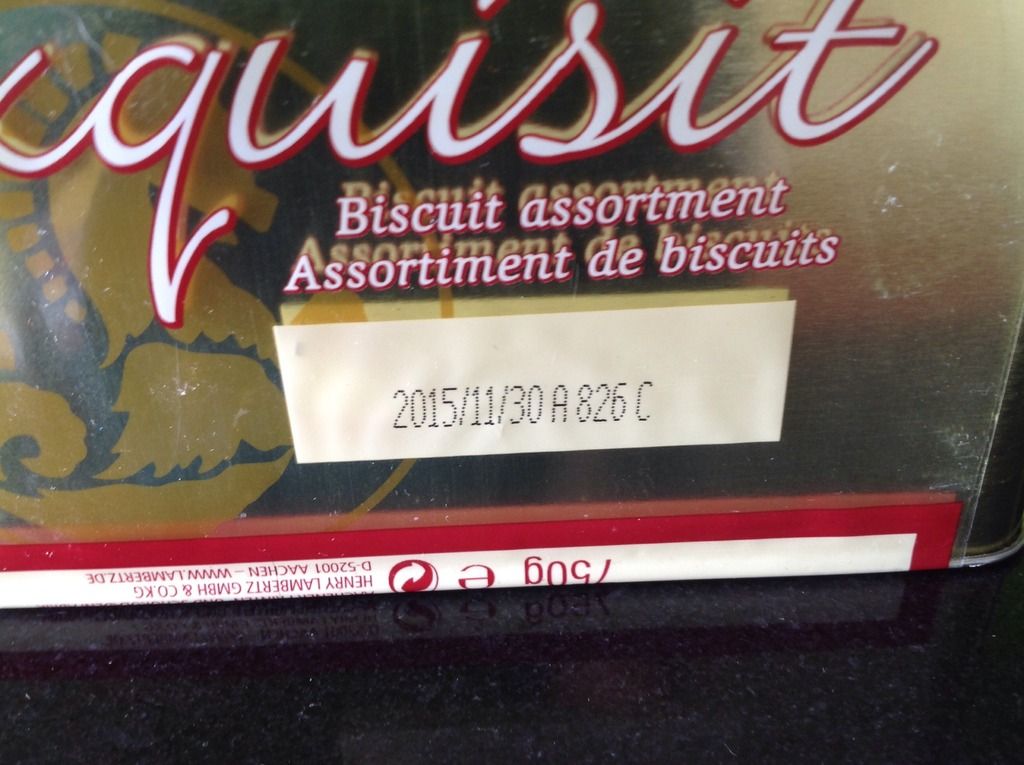 xquisit
Biscuit assortment
Assortiment de biscuits
2015/11/30 A 826 C
750g e
HENRY LAMBERTZ GMBH & CO.KG
D-52001 AACHEN – WWW.LAMBERTZ.DE